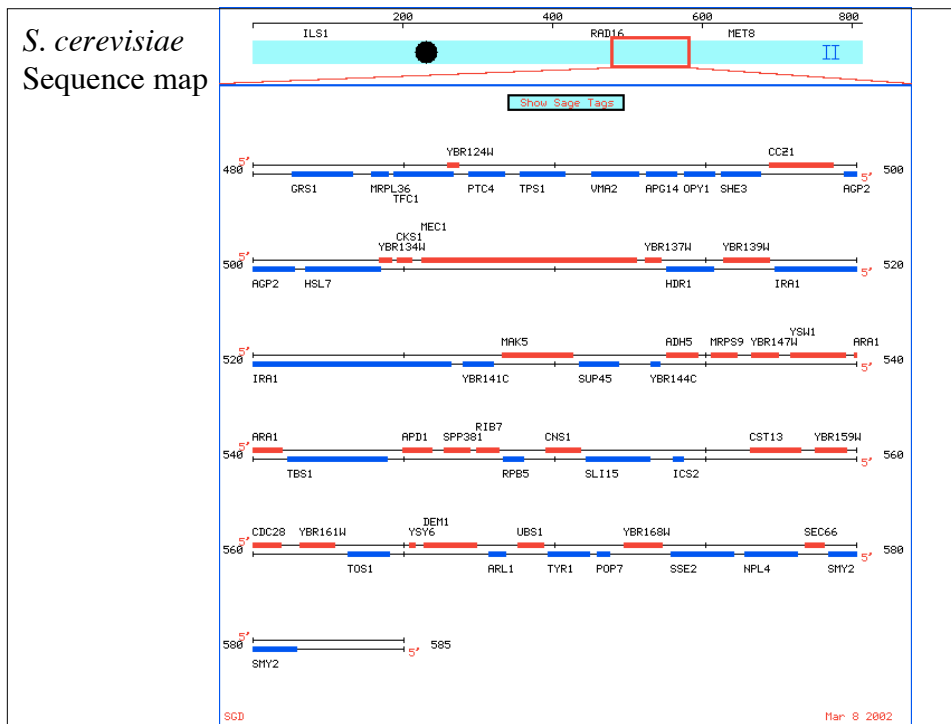 S. cerevisiae
Sequence map
200 400 600 800
ILS1 RAD16 MET8
II
Show Sage Tags
YBR124W CCZ1
5'
480 500
5'
GRS1 MRPL36 PTC4 TPS1 VMA2 APG14 OPY1 SHE3 AGP2
TFC1
MEC1
CKS1
YBR134W YBR137W YBR139W
5'
500 520
5'
AGP2 HSL7 HDR1 IRA1
YSW1
MAK5 ADH5 MRPS9 YBR147W ARA1
5'
520 540
5'
IRA1 YBR141C SUP45 YBR144C
RIB7
ARA1 APD1 SPP381 CNS1 CST13 YBR159W
5'
540 560
5'
TBS1 RPB5 SLI15 ICS2
DEM1
CDC28 YBR161W YSY6 UBS1 YBR168W SEC66
5'
560 580
5'
TOS1 ARL1 TYR1 POP7 SSE2 NPL4 SMY2
5'
580 585
5'
SMY2
SGD Mar 8 2002